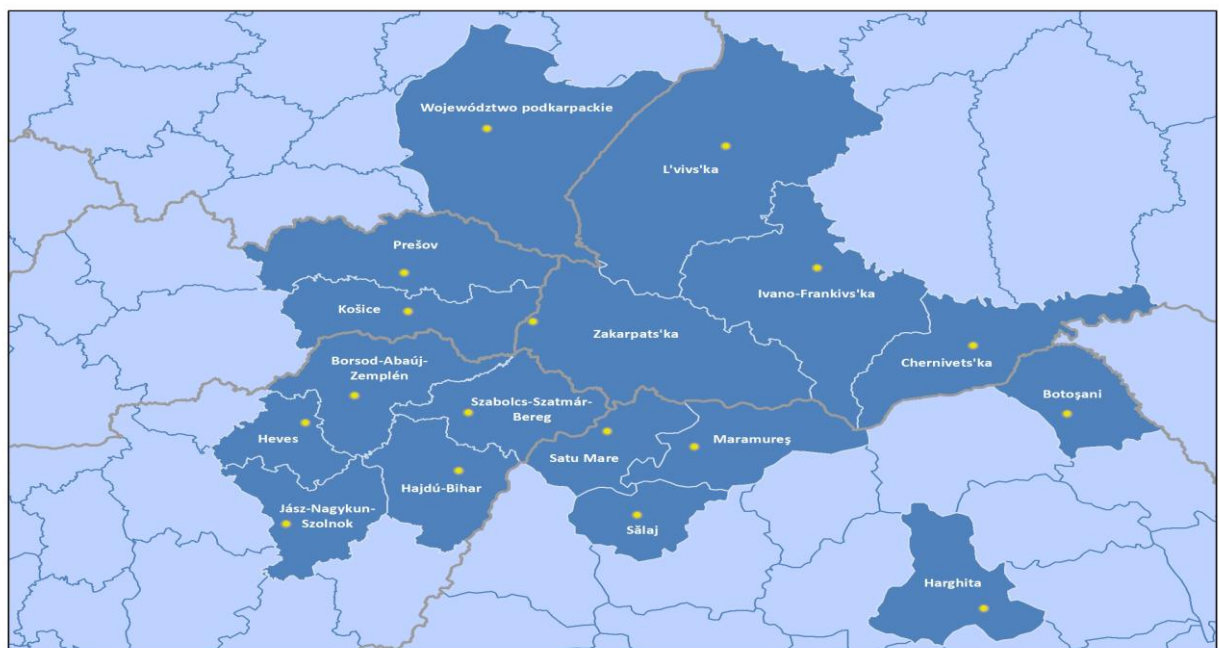 Województwo podkarpackie
L'vivs'ka
Prešov
Ivano-Frankivs'ka
Košice
Zakarpats'ka
Chernivets'ka
Borsod-Abaúj-
Zemplén
Botoşani
Szabolcs-Szatmár-
Bereg
Heves
Maramureş
Satu Mare
Hajdú-Bihar
Jász-Nagykun-
Szolnok
Sălaj
Harghita